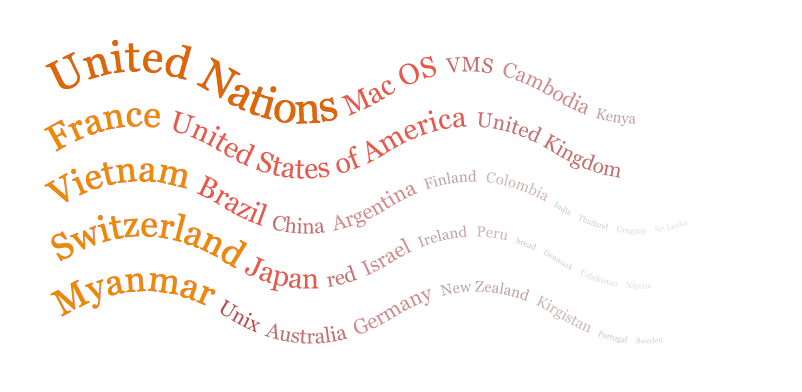 United Nations Mac OS VMS Cambodia Kenya
France United States of America United Kingdom
Vietnam Brazil China Argentina Finland Colombia India Thailand Uruguay Sri Lanka
Switzerland Japan red Israel Ireland Peru bread Denmark Uzbekistan Nigeria
Myanmar Unix Australia Germany New Zealand Kirgistan Portugal Sweden